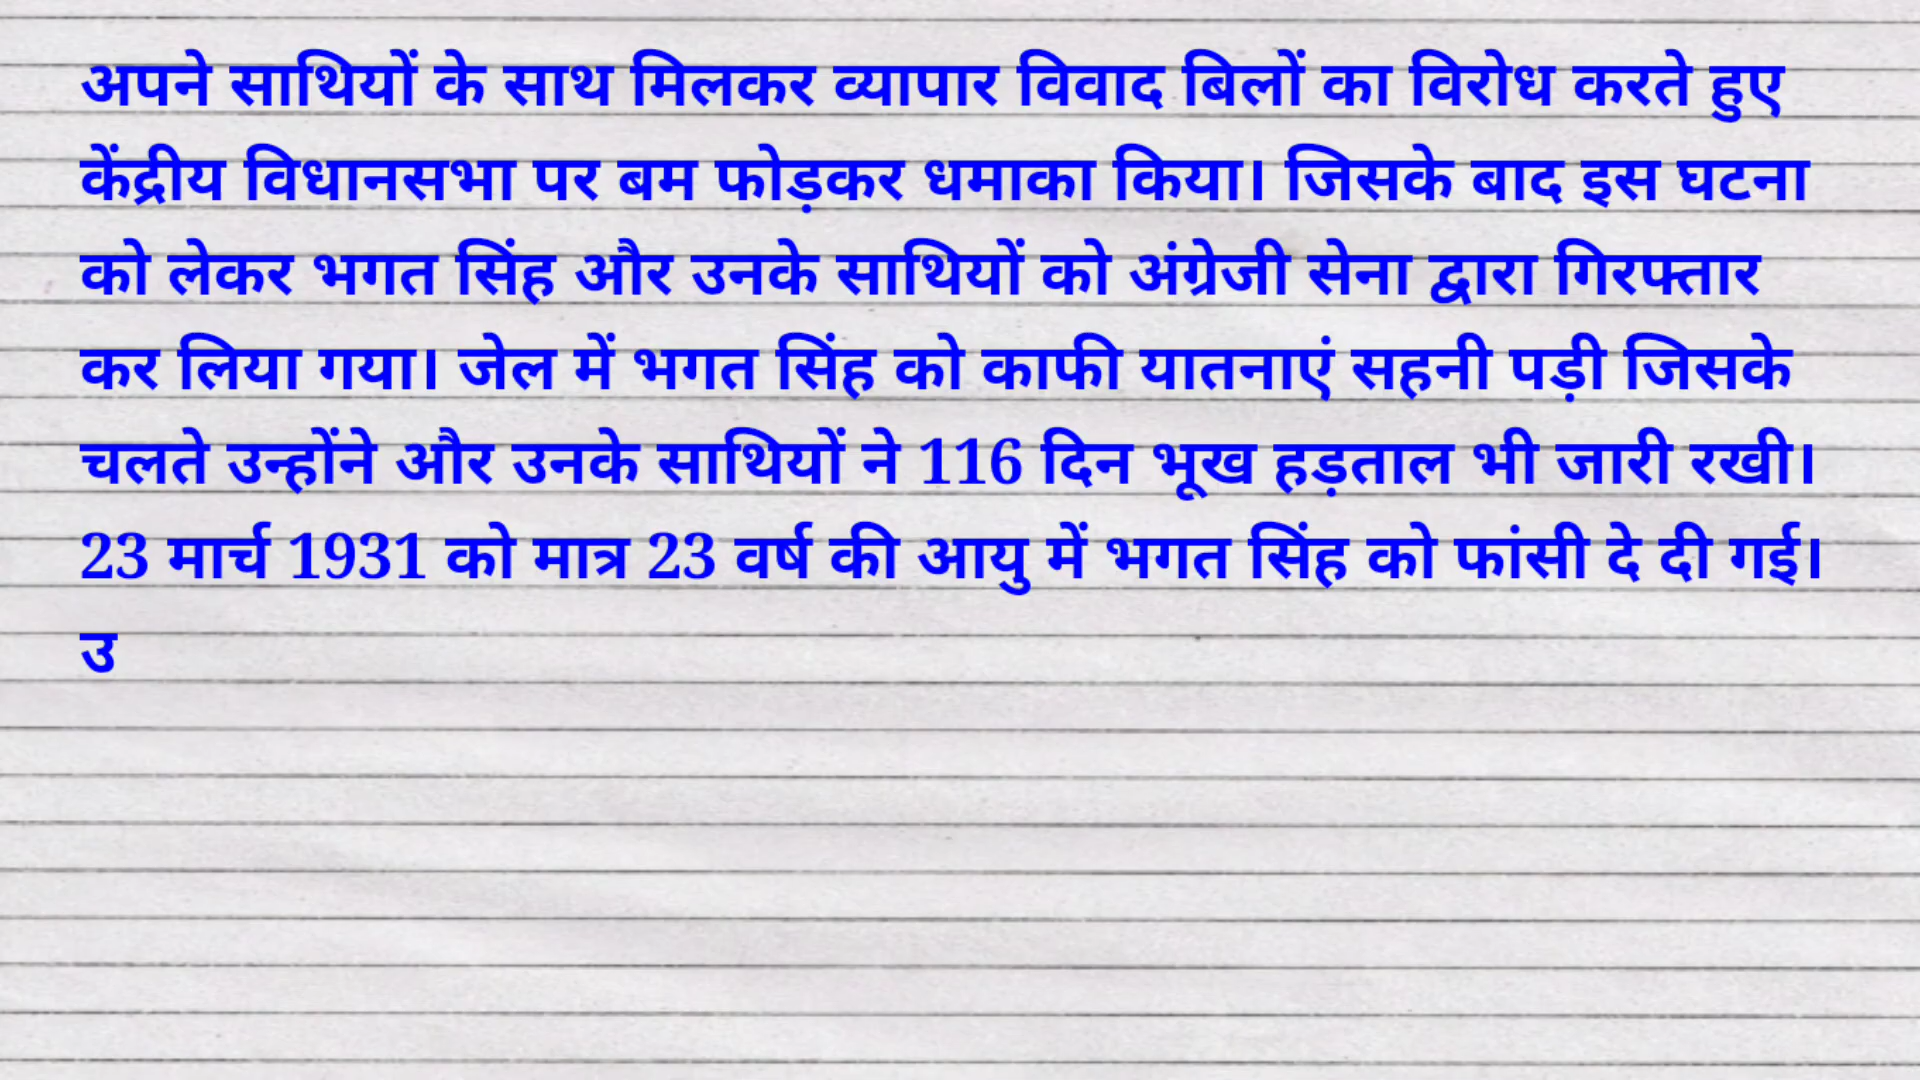 अपने साथियों के साथ मिलकर व्यापार विवाद बिलों का विरोध करते हुए
केंद्रीय विधानसभा पर बम फोड़कर धमाका किया। जिसके बाद इस घटना
को लेकर भगत सिंह और उनके साथियों को अंग्रेजी सेना द्वारा गिरफ्तार
कर लिया गया। जेल में भगत सिंह को काफी यातनाएं सहनी पड़ी जिसके
चलते उन्होंने और उनके साथियों ने 116 दिन भूख हड़ताल भी जारी रखी।
23 मार्च 1931 को मात्र 23 वर्ष की आयु में भगत सिंह को फांसी दे दी गई।
उ